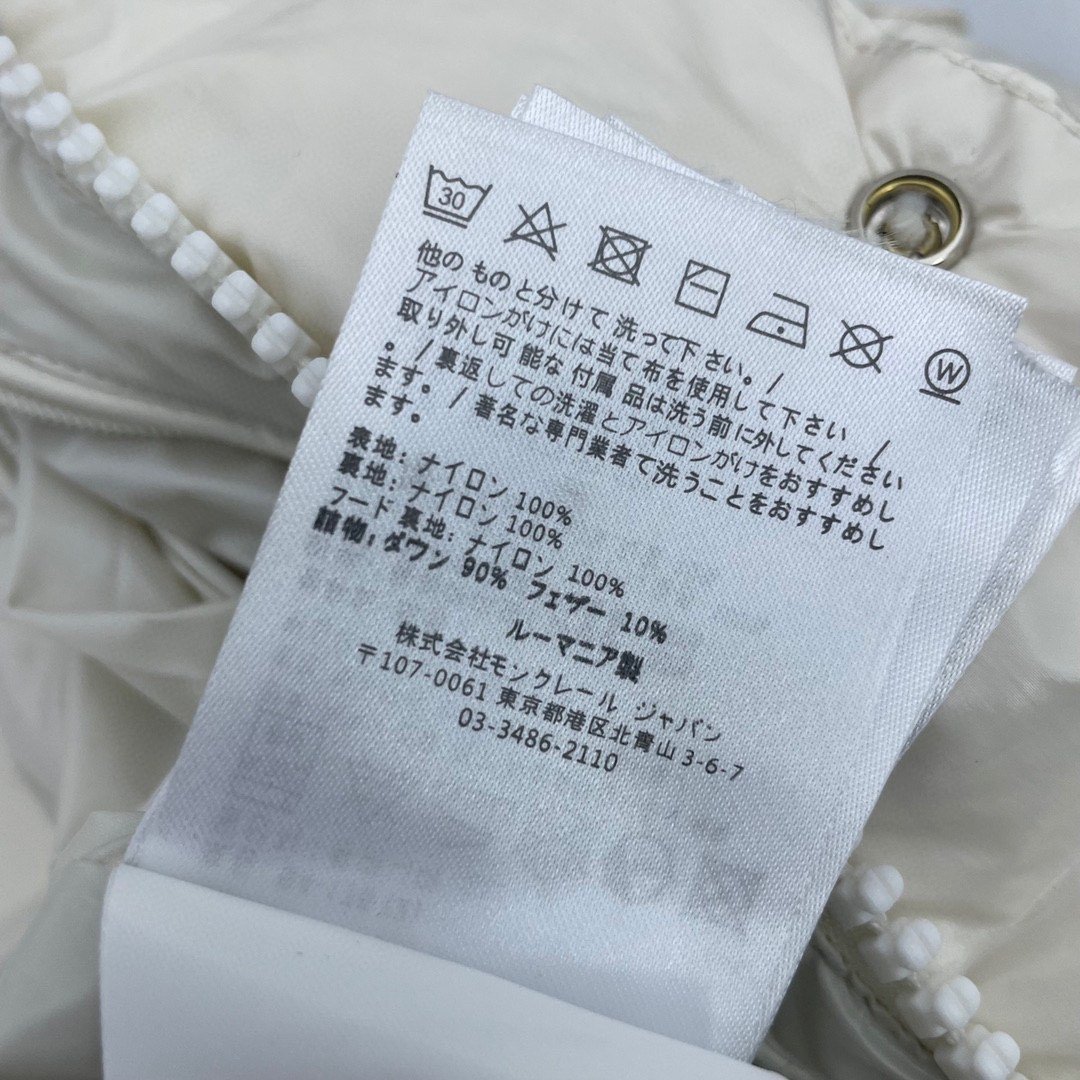 30
W
他のものと分けて洗って下さい。/
アイロンがけには当て布を使用して下さい
。/取り外し可能な付属品は洗う前に外してください
。/裏返しての洗濯とアイロンがけをおすすめし
ます。/著名な専門業者で洗うことをおすすめし
ます。
表地:ナイロン 100%
裏地:ナイロン 100%
フード裏地:ナイロン 100%
詰物:ダウン 90% フェザー 10%
ルーマニア製
株式会社モンクレール ジャパン
〒107-0061 東京都港区北青山 3-6-7
03-3486-2110